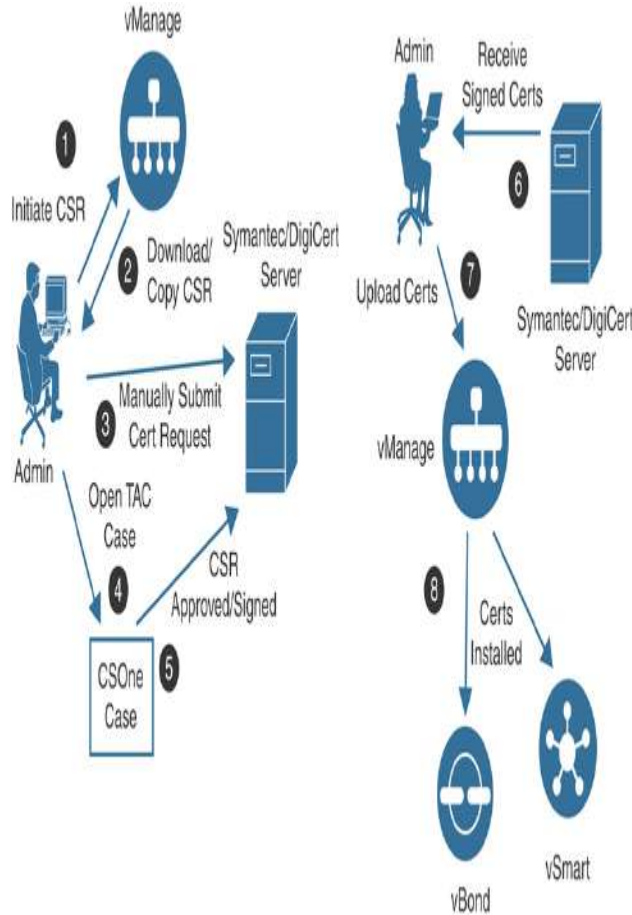 vManage
1
Initiate CSR
2
Download/
Copy CSR
Symantec/DigiCert
Server
3
Manually Submit
Cert Request
Admin
Open TAC
Case
4
CSR
Approved/Signed
CSOne
Case
5
Admin
Receive
Signed Certs
6
7
Upload Certs
Symantec/DigiCert
Server
vManage
8
Certs
Installed
vBond
vSmart